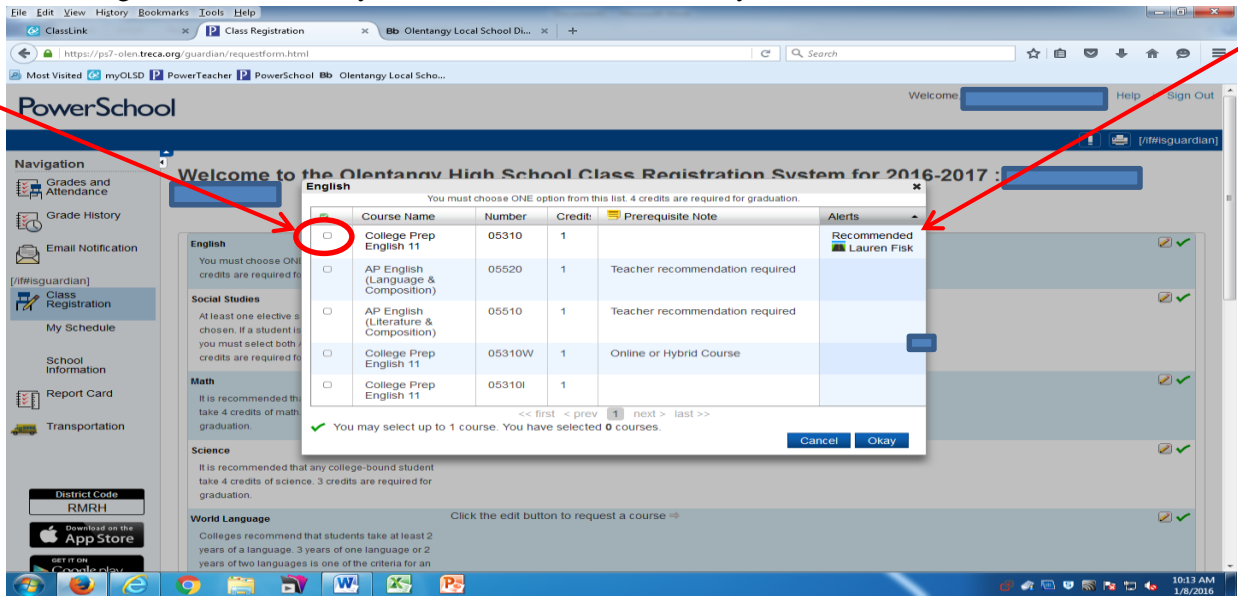 File Edit View History Bookmarks Tools Help
ClassLink × Class Registration × Bb Olentangy Local School Di... × +
https://ps7-olen.treca.org/guardian/requestform.html Search
Most Visited myOLSD PowerTeacher PowerSchool Bb Olentangy Local Scho...
PowerSchool
Welcome, Help Sign Out
[/if#isguardian]
Navigation
Grades and
Attendance
Grade History
Email Notification
[/if#isguardian]
Class
Registration
My Schedule
School
Information
Report Card
Transportation
District Code
RMRH
Download on the
App Store
GET IT ON
Google play
Welcome to the Olentangy High School Class Registration System for 2016-2017 :
English
You must choose ONE option from this list. 4 credits are required for graduation.
Course Name Number Credit: Prerequisite Note Alerts
College Prep
English 11 05310 1 Recommended
Lauren Fisk
AP English
(Language &
Composition) 05520 1 Teacher recommendation required
AP English
(Literature &
Composition) 05510 1 Teacher recommendation required
College Prep
English 11 05310W 1 Online or Hybrid Course
College Prep
English 11 05310I 1
<< first < prev 1 next > last >>
You may select up to 1 course. You have selected 0 courses.
Cancel Okay
English
You must choose ON
credits are required fo
Social Studies
At least one elective s
chosen. If a student is
you must select both
credits are required fo
Math
It is recommended th
take 4 credits of math.
graduation.
Science
It is recommended that any college-bound student
take 4 credits of science. 3 credits are required for
graduation.
World Language
Click the edit button to request a course
Colleges recommend that students take at least 2
years of a language. 3 years of one language or 2
years of two languages is one of the criteria for an
10:13 AM
1/8/2016